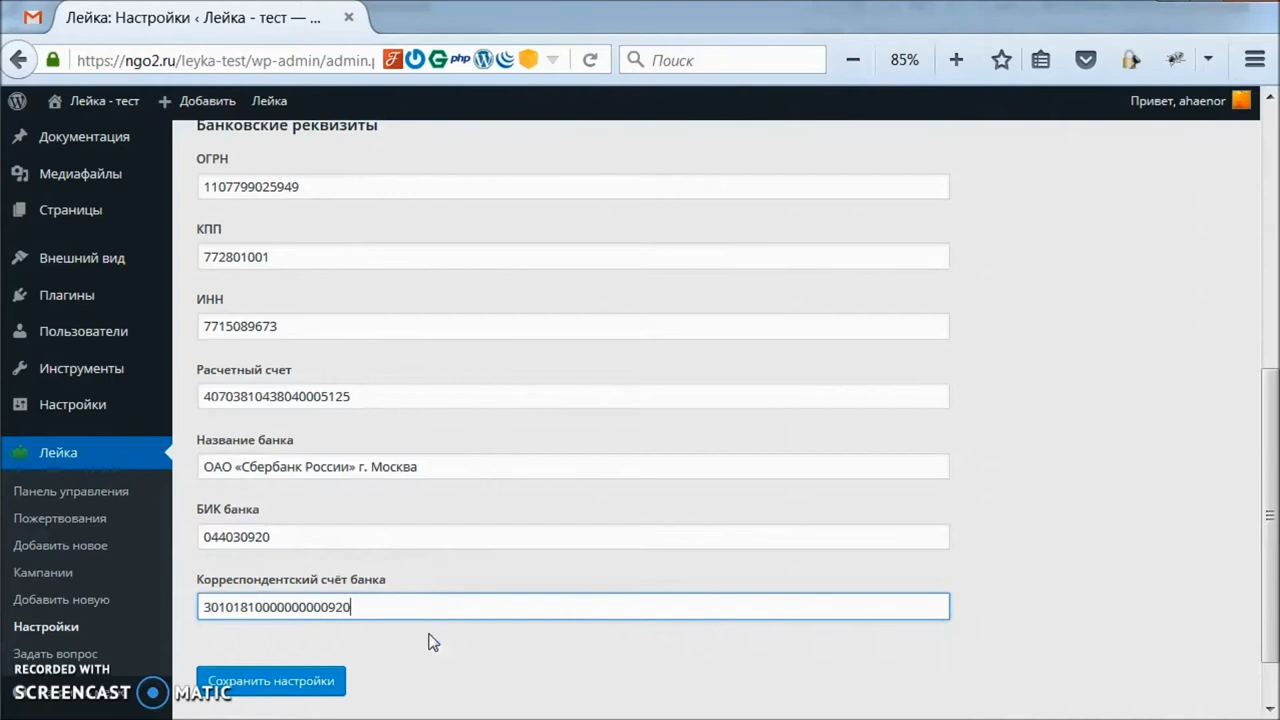 Лейка: Настройки ‹ Лейка - тест — ...
https://ngo2.ru/leyka-test/wp-admin/admin.p
php
Поиск
85%
Лейка - тест
Добавить
Лейка
Привет, ahaenor
Документация
Медиафайлы
Страницы
Внешний вид
Плагины
Пользователи
Инструменты
Настройки
Лейка
Панель управления
Пожертвования
Добавить новое
Кампании
Добавить новую
Настройки
Задать вопрос
Банковские реквизиты
ОГРН
1107799025949
КПП
772801001
ИНН
7715089673
Расчетный счет
40703810438040005125
Название банка
ОАО «Сбербанк России» г. Москва
БИК банка
044030920
Корреспондентский счёт банка
30101810000000000920
Сохранить настройки
RECORDED WITH
SCREENCAST MATIC